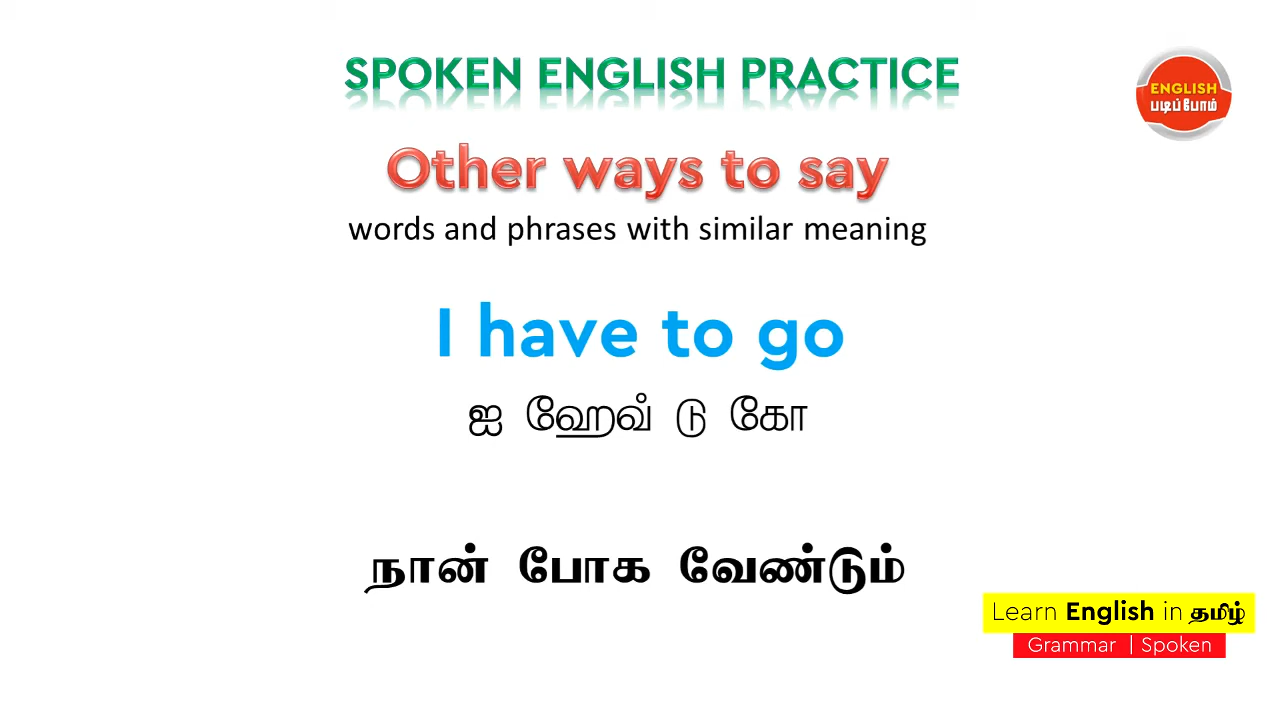 SPOKEN ENGLISH PRACTICE
ENGLISH
படிப்போம்
Other ways to say
words and phrases with similar meaning
I have to go
ஐ ஹேவ் டு கோ
நான் போக வேண்டும்
Learn English in தமிழ்
Grammar | Spoken